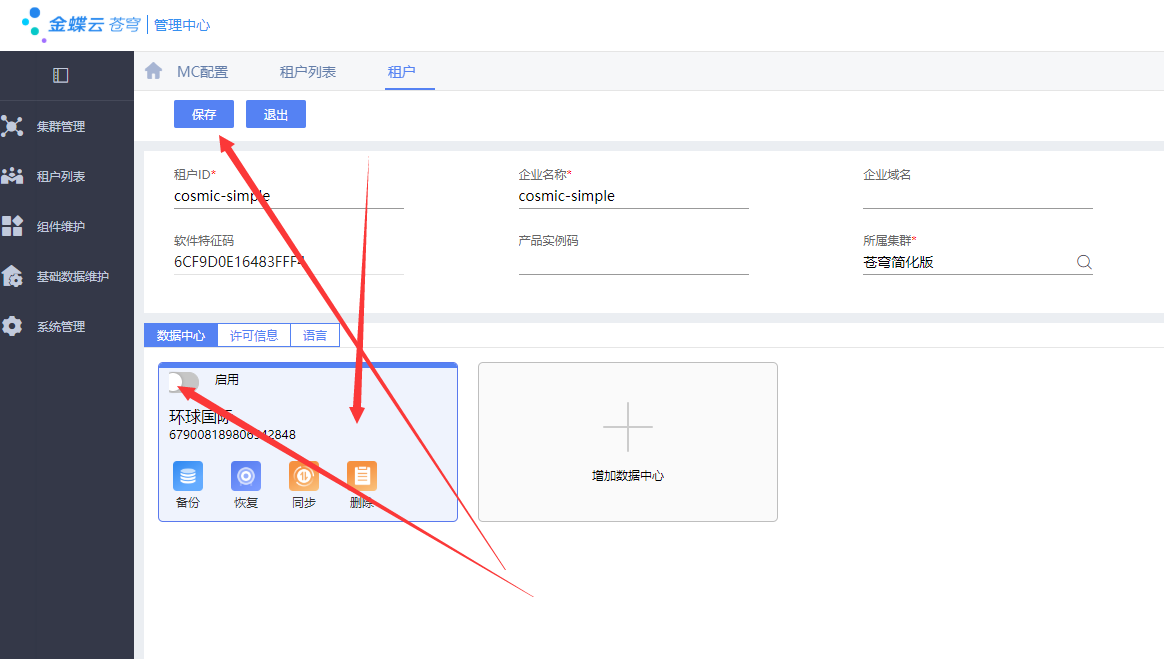 金蝶云 苍穹 管理中心
MC配置 租户列表 租户
保存 退出
集群管理
租户列表
组件维护
基础数据维护
系统管理
租户ID* 企业名称* 企业域名
cosmic-simple cosmic-simple
软件特征码 产品实例码 所属集群*
6CF9D0E16483FFF4 苍穹简化版
数据中心 许可信息 语言
启用
环球国际
增加数据中心
备份 恢复 同步 删除